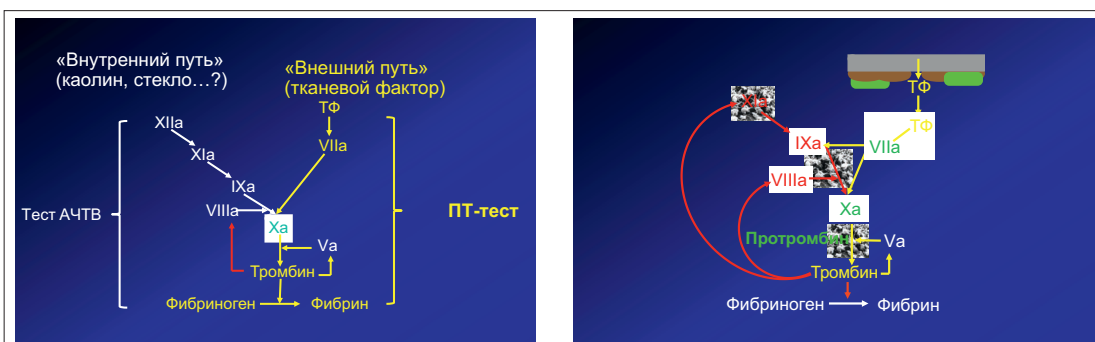 «Внутренний путь»
(каолин, стекло…?)
«Внешний путь»
(тканевой фактор)
ТФ
XIIa
VIIa
XIa
IXa
Тест АЧТВ
VIIIa
ПТ-тест
Xa
Va
Тромбин
Фибриноген
Фибрин
ТФ
XIa
ТФ
IXa
VIIa
VIIIa
Xa
Протромбин
Va
Тромбин
Фибриноген
Фибрин